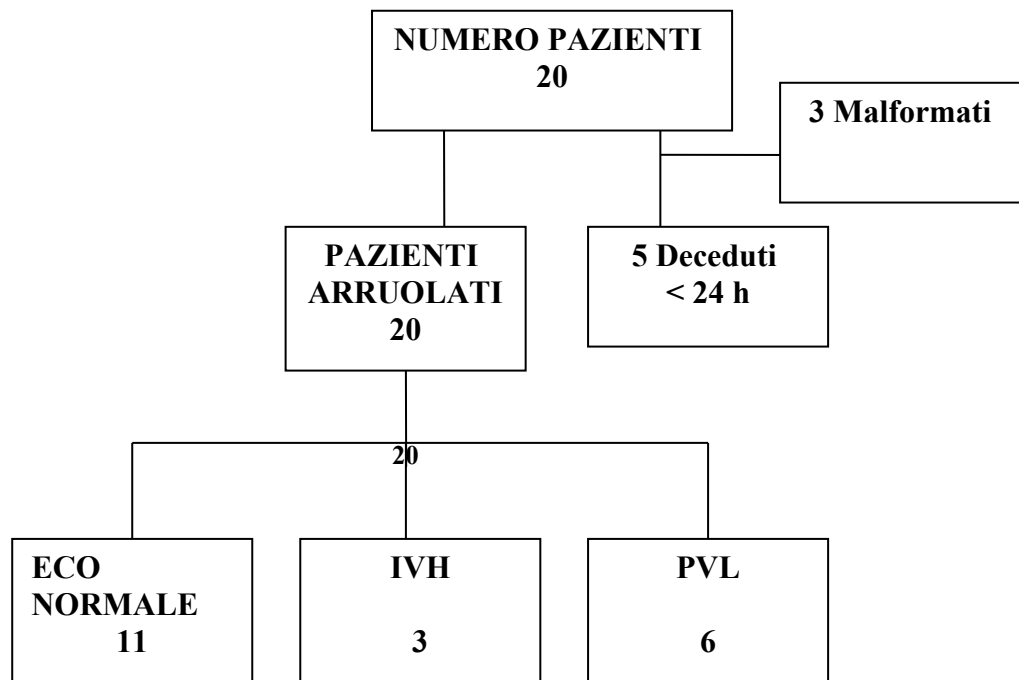 NUMERO PAZIENTI
20
3 Malformati
PAZIENTI
ARRUOLATI
20
5 Deceduti
< 24 h
20
ECO
NORMALE
11
IVH
3
PVL
6